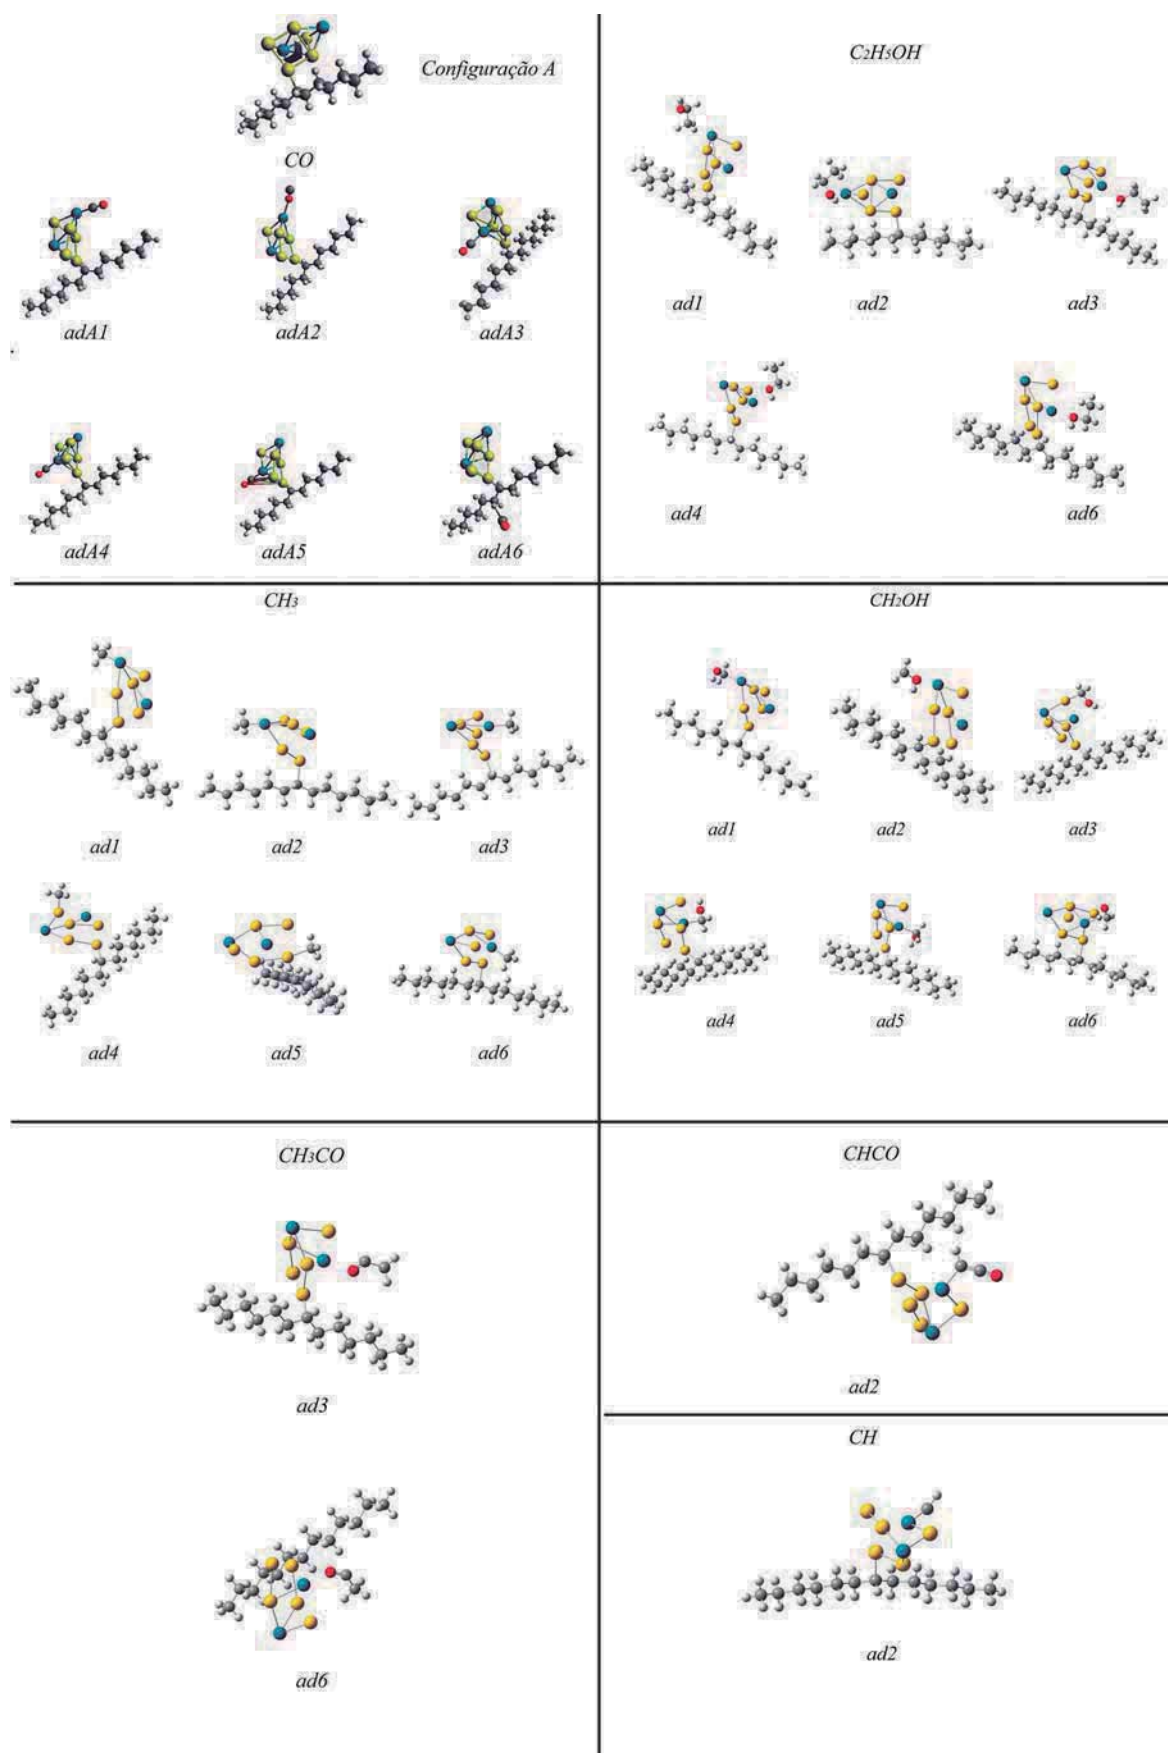 Configuração A
CO
adA1
adA2
adA3
adA4
adA5
adA6
C₂H₅OH
ad1
ad2
ad3
ad4
ad6
CH₃
ad1
ad2
ad3
ad4
ad5
ad6
CH₂OH
ad1
ad2
ad3
ad4
ad5
ad6
CH₃CO
ad3
ad6
CHCO
ad2
CH
ad2